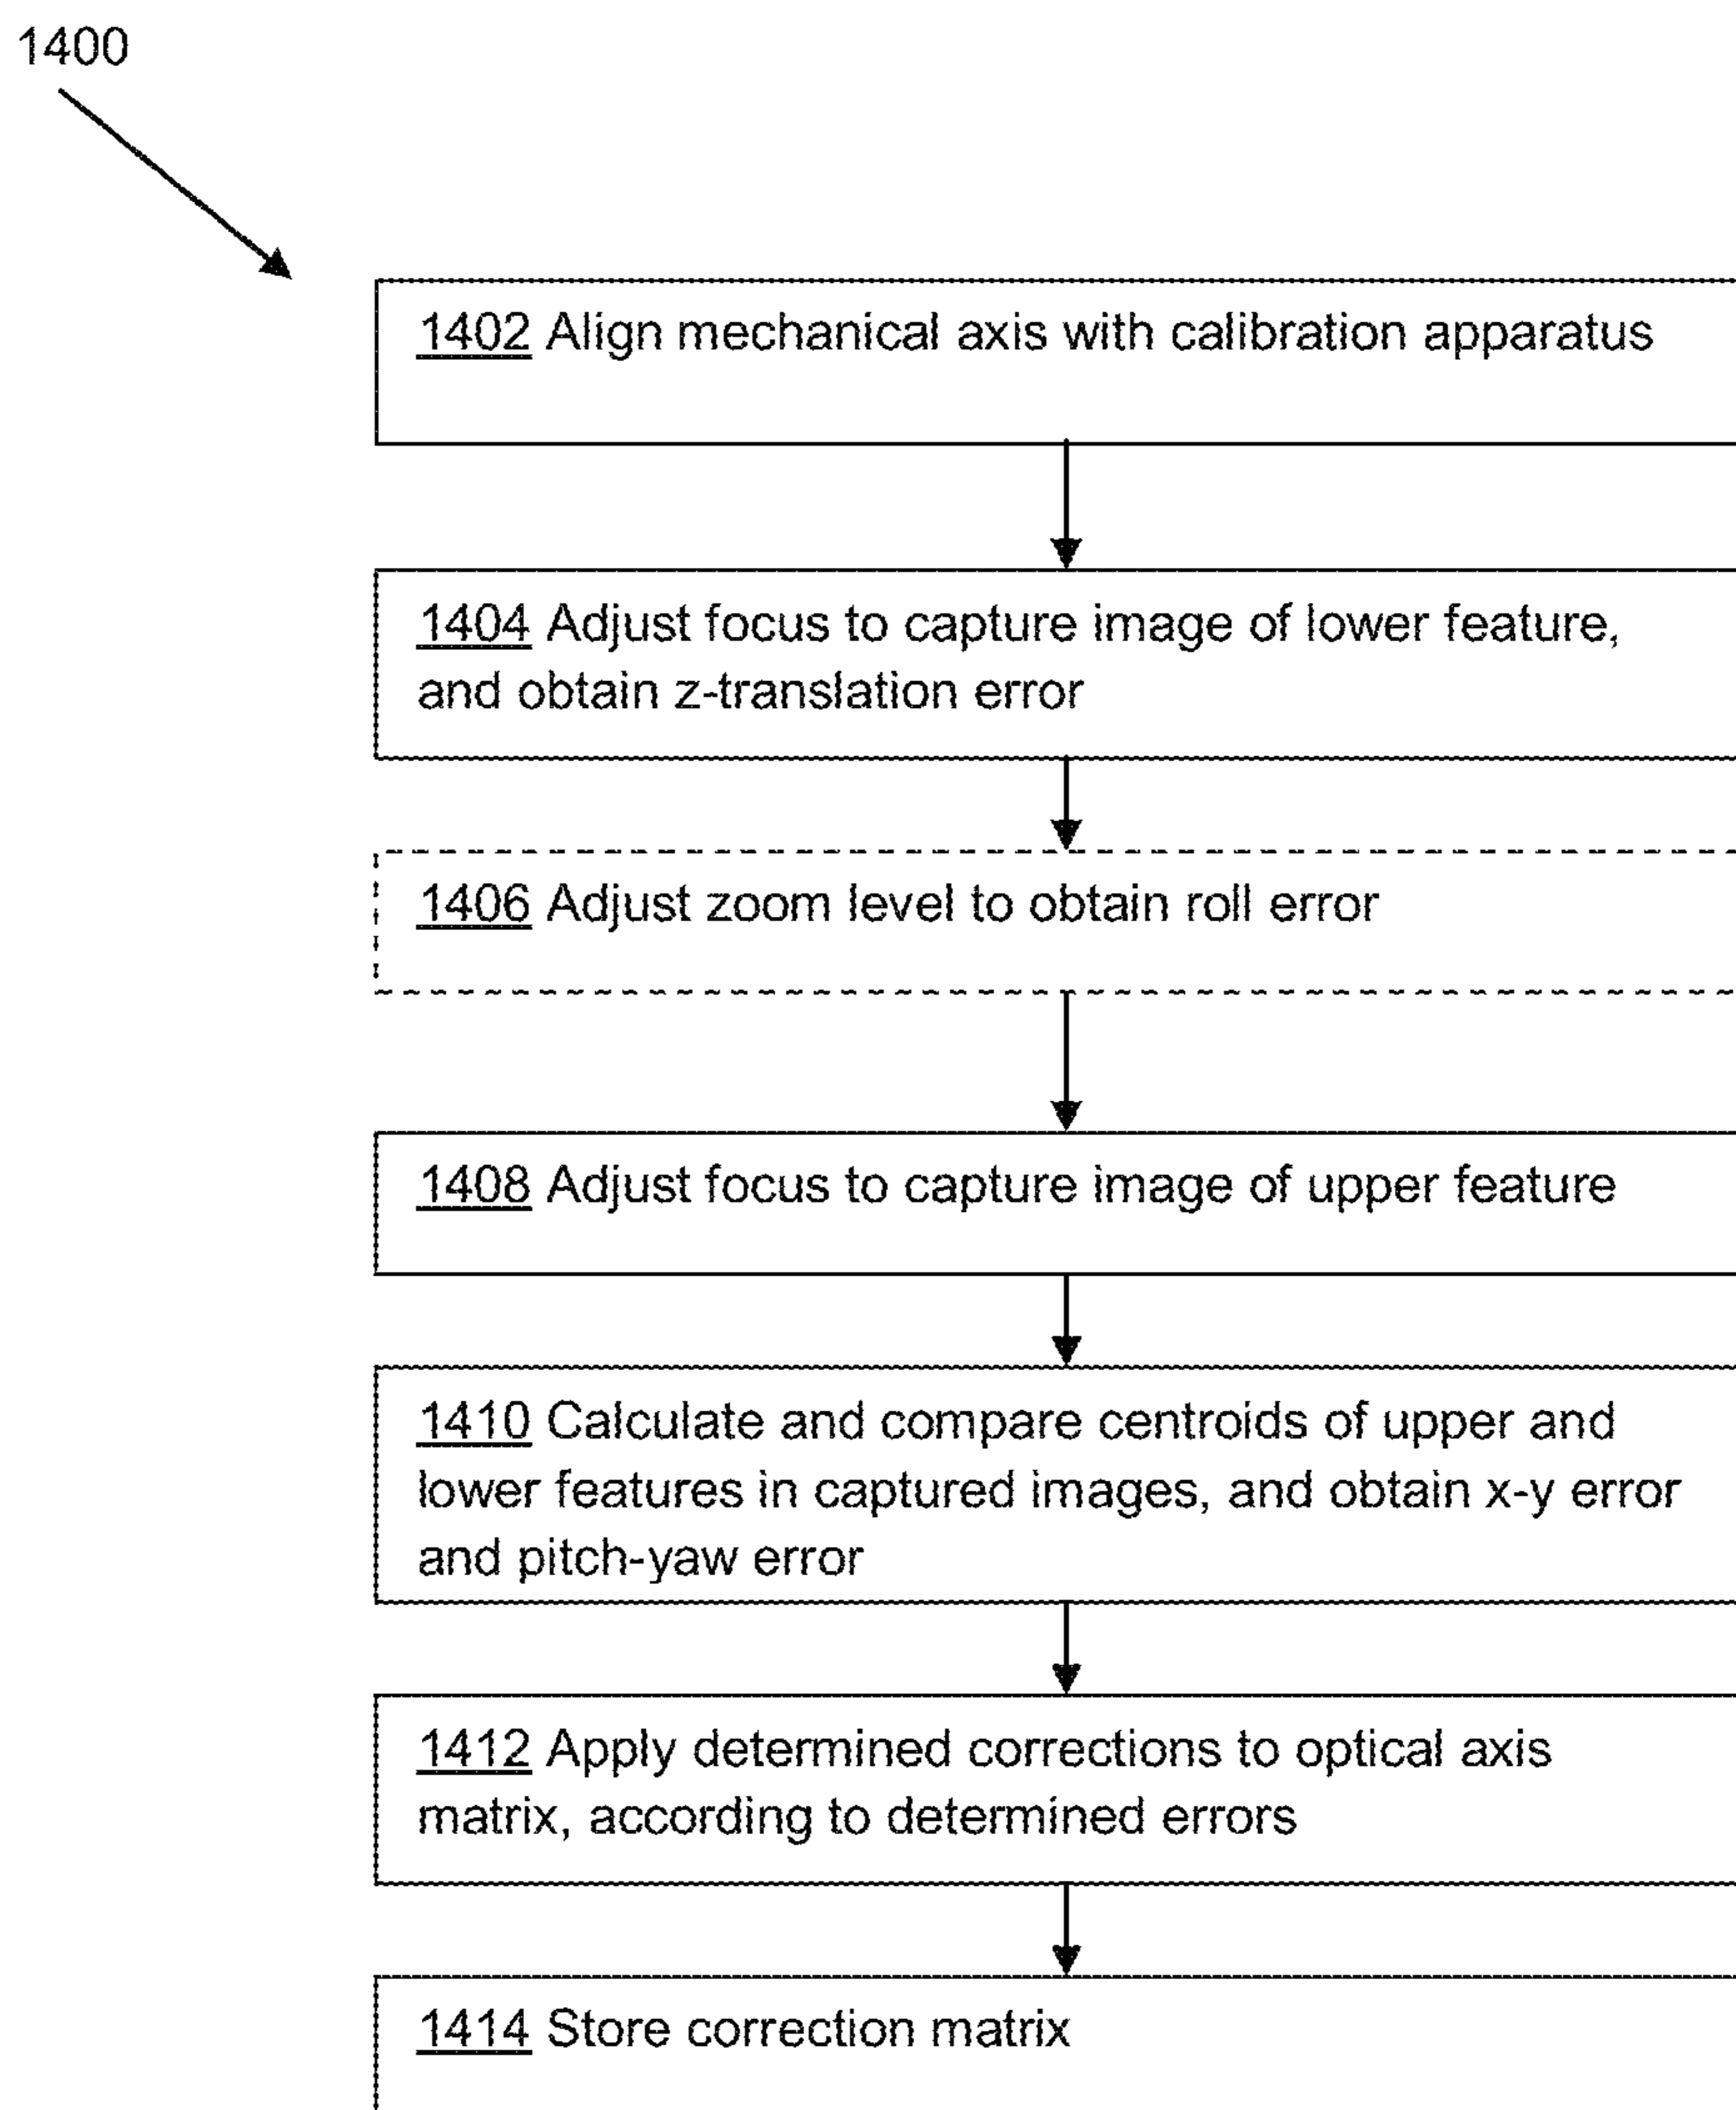 1400
1402 Align mechanical axis with calibration apparatus
1404 Adjust focus to capture image of lower feature,
and obtain z-translation error
1406 Adjust zoom level to obtain roll error
1408 Adjust focus to capture image of upper feature
1410 Calculate and compare centroids of upper and
lower features in captured images, and obtain x-y error
and pitch-yaw error
1412 Apply determined corrections to optical axis
matrix, according to determined errors
1414 Store correction matrix